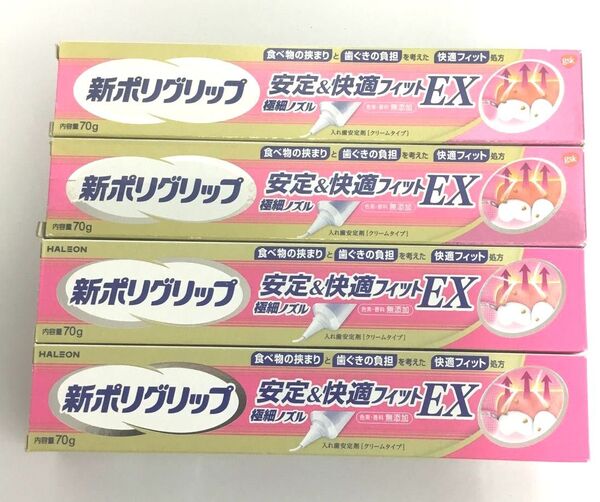 食べ物の挟まりと歯ぐきの負担を考えた 快適フィット処方
gsk
新ポリグリップ
安定&快適フィットEX
極細ノズル
色素・香料 無添加
内容量70g
入れ歯安定剤[クリームタイプ]
食べ物の挟まりと歯ぐきの負担を考えた 快適フィット処方
gsk
新ポリグリップ
安定&快適フィットEX
極細ノズル
色素・香料 無添加
内容量70g
入れ歯安定剤[クリームタイプ]
HALEON
食べ物の挟まりと歯ぐきの負担を考えた 快適フィット処方
新ポリグリップ
安定&快適フィットEX
極細ノズル
色素・香料 無添加
内容量70g
入れ歯安定剤[クリームタイプ]
HALEON
食べ物の挟まりと歯ぐきの負担を考えた 快適フィット処方
新ポリグリップ
安定&快適フィットEX
極細ノズル
色素・香料 無添加
内容量70g
入れ歯安定剤[クリームタイプ]